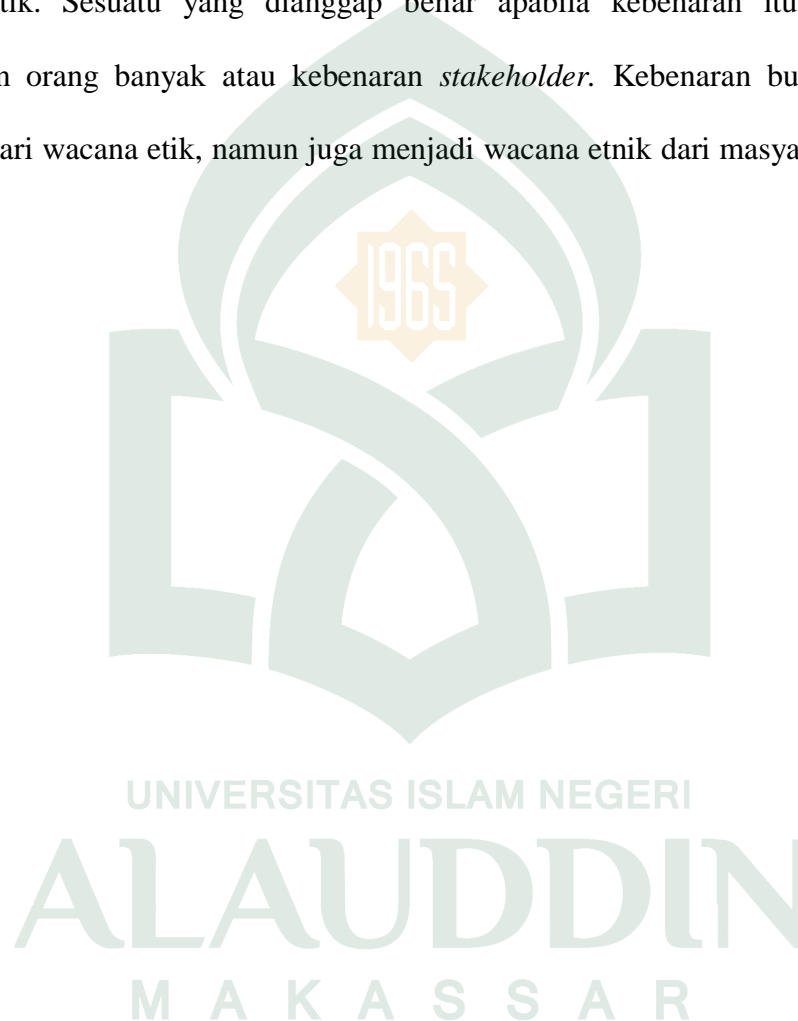 tik. Sesuatu yang dianggap benar apabila kebenaran itu
n orang banyak atau kebenaran stakeholder. Kebenaran bu
ari wacana etik, namun juga menjadi wacana etnik dari masya
1965
UNIVERSITAS ISLAM NEGERI
ALAUDDIN
MAKASSAR